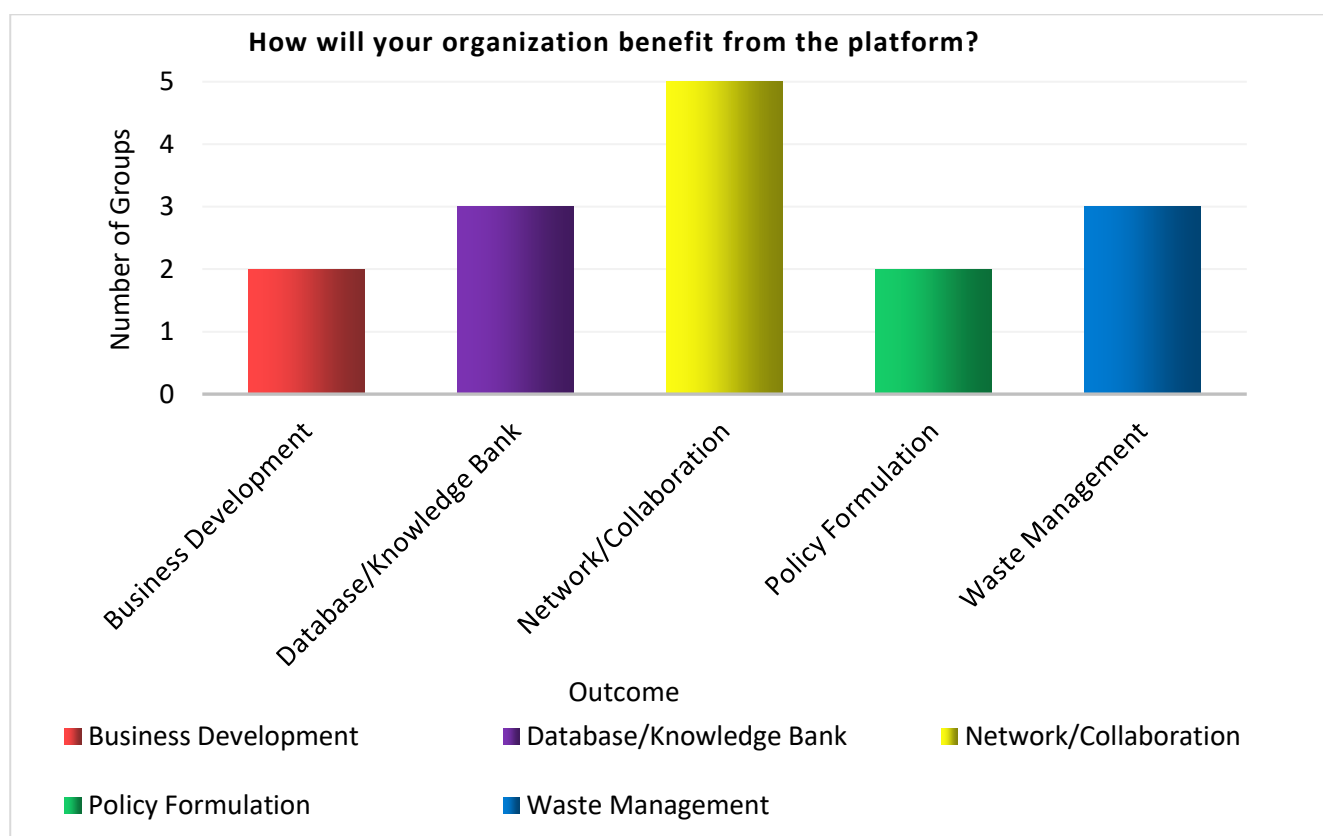 How will your organization benefit from the platform?
Number of Groups
5
4
3
2
1
0
Business Development
Database/Knowledge Bank
Network/Collaboration
Policy Formulation
Waste Management
Outcome
Business Development
Database/Knowledge Bank
Network/Collaboration
Policy Formulation
Waste Management